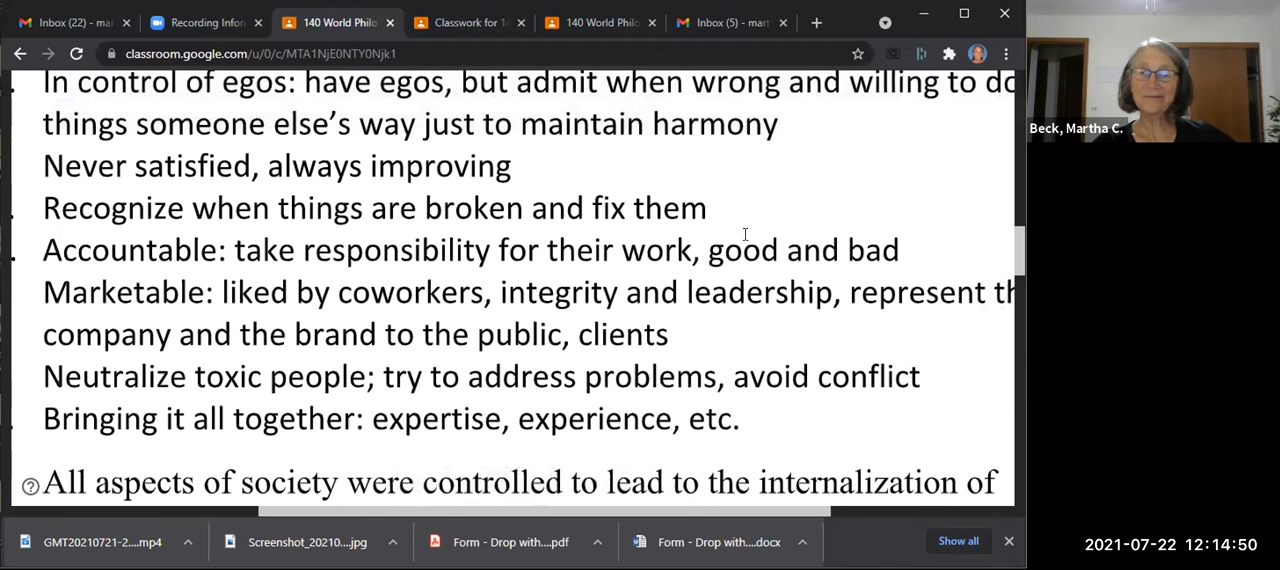 Inbox (22) - mar
Recording Infor
140 World Philo
Classwork for 1
140 World Philo
Inbox (5) - mart
classroom.google.com/u/0/c/MTA1NjE0NTY0Njk1
In control of egos: have egos, but admit when wrong and willing to do
things someone else’s way just to maintain harmony
Never satisfied, always improving
Recognize when things are broken and fix them
Accountable: take responsibility for their work, good and bad
Marketable: liked by coworkers, integrity and leadership, represent th
company and the brand to the public, clients
Neutralize toxic people; try to address problems, avoid conflict
Bringing it all together: expertise, experience, etc.
All aspects of society were controlled to lead to the internalization of
GMT20210721-2....mp4
Screenshot_20210....jpg
Form - Drop with....pdf
Form - Drop with....docx
Show all
Beck, Martha C.
2021-07-22 12:14:50